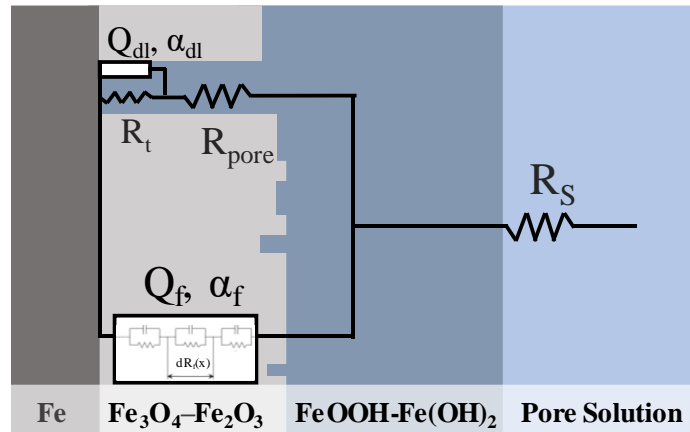 Q_dl, α_dl
R_t
R_pore
R_S
Q_f, α_f
dR_f(x)
Fe Fe₃O₄–Fe₂O₃ FeOOH-Fe(OH)₂ Pore Solution